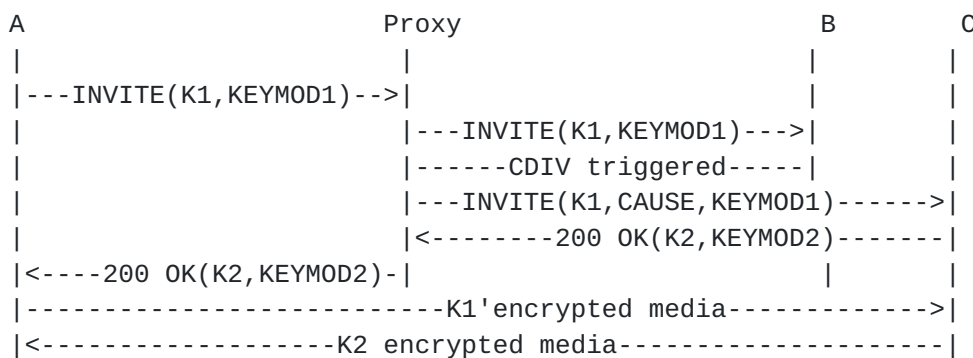 A                       Proxy                       B        C
|                         |                         |        |
|---INVITE(K1,KEYMOD1)-->|                         |        |
|                         |---INVITE(K1,KEYMOD1)--->|        |
|                         |------CDIV triggered-----|        |
|                         |---INVITE(K1,CAUSE,KEYMOD1)------>|
|                         |<--------200 OK(K2,KEYMOD2)-------|
|<----200 OK(K2,KEYMOD2)-|                          |       |
|--------------------------K1'encrypted media------------->|
|<-------------------K2 encrypted media--------------------|